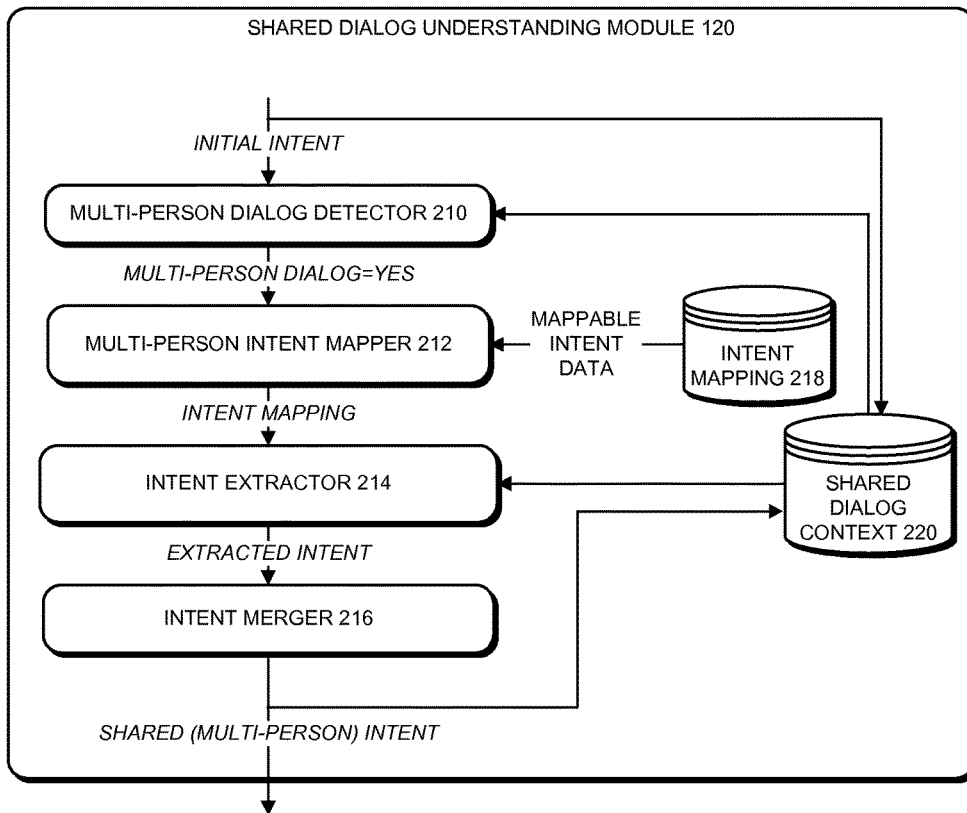 SHARED DIALOG UNDERSTANDING MODULE 120
INITIAL INTENT
MULTI-PERSON DIALOG DETECTOR 210
MULTI-PERSON DIALOG=YES
MULTI-PERSON INTENT MAPPER 212
MAPPABLE
INTENT
DATA
INTENT
MAPPING 218
INTENT MAPPING
INTENT EXTRACTOR 214
SHARED
DIALOG
CONTEXT 220
EXTRACTED INTENT
INTENT MERGER 216
SHARED (MULTI-PERSON) INTENT